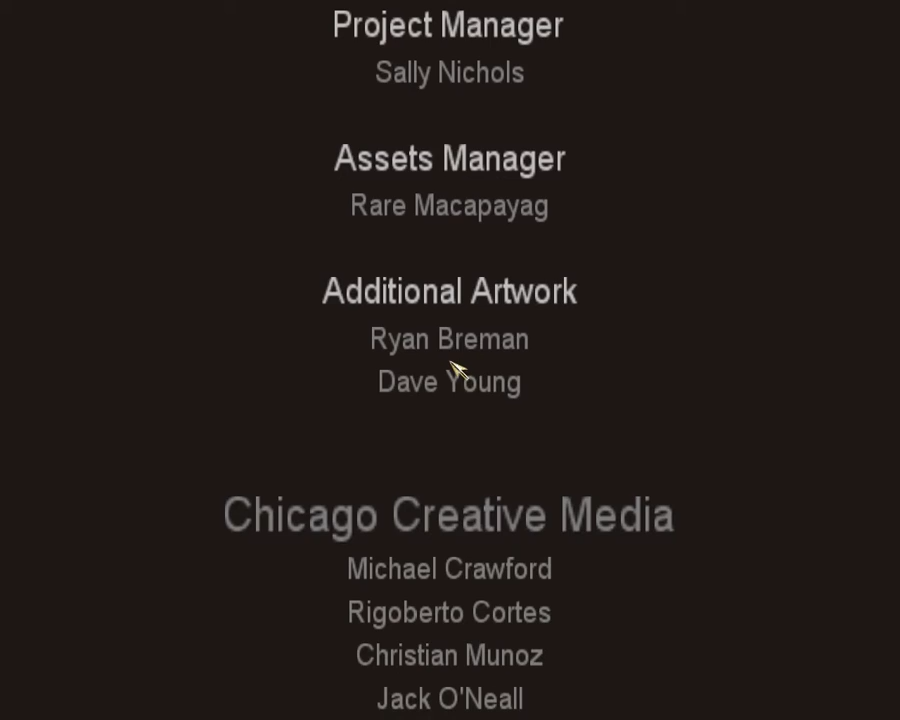 Project Manager
Sally Nichols
Assets Manager
Rare Macapayag
Additional Artwork
Ryan Breman
Dave Young
Chicago Creative Media
Michael Crawford
Rigoberto Cortes
Christian Munoz
Jack O'Neall